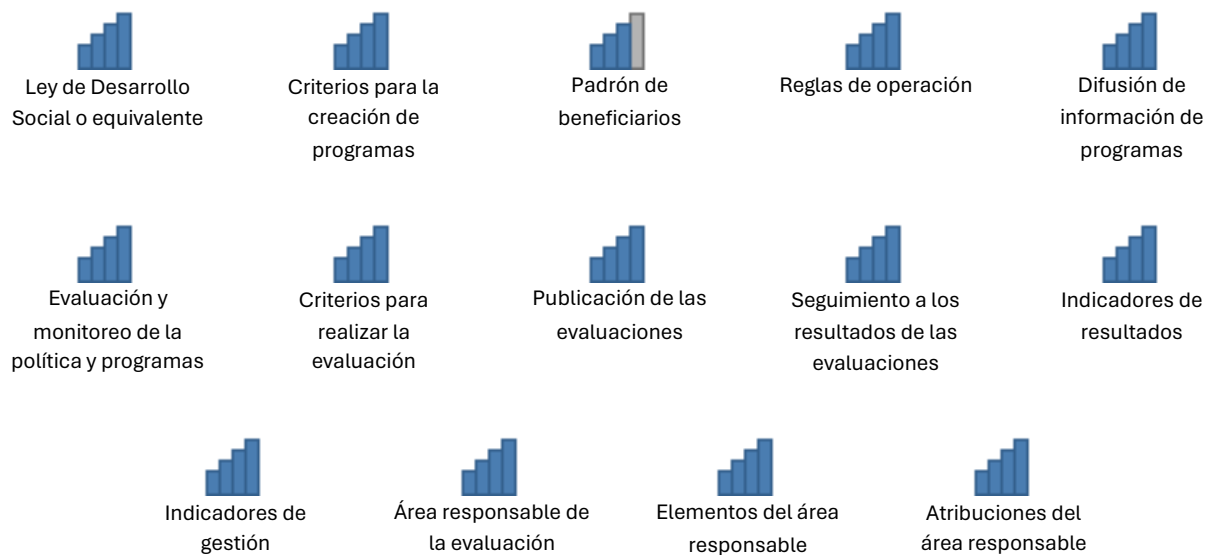 Ley de Desarrollo
Social o equivalente
Criterios para la
creación de
programas
Padrón de
beneficiarios
Reglas de operación
Difusión de
información de
programas
Evaluación y
monitoreo de la
política y programas
Criterios para
realizar la
evaluación
Publicación de las
evaluaciones
Seguimiento a los
resultados de las
evaluaciones
Indicadores de
resultados
Indicadores de
gestión
Área responsable de
la evaluación
Elementos del área
responsable
Atribuciones del
área responsable